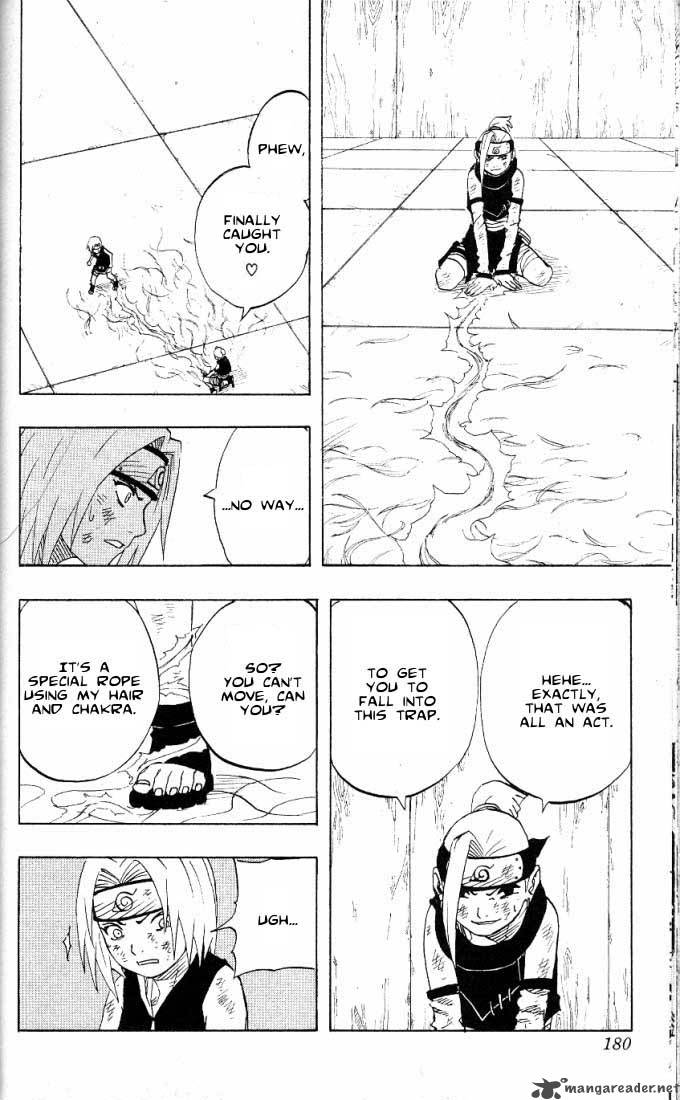 PHEW,
FINALLY
CAUGHT
YOU.
♡
...NO WAY...
HEHE...
EXACTLY,
THAT WAS
ALL AN ACT.
TO GET
YOU TO
FALL INTO
THIS TRAP.
SO?
YOU CAN'T
MOVE, CAN
YOU?
IT'S A
SPECIAL ROPE
USING MY HAIR
AND CHAKRA.
UGH...
180
mangareader.net